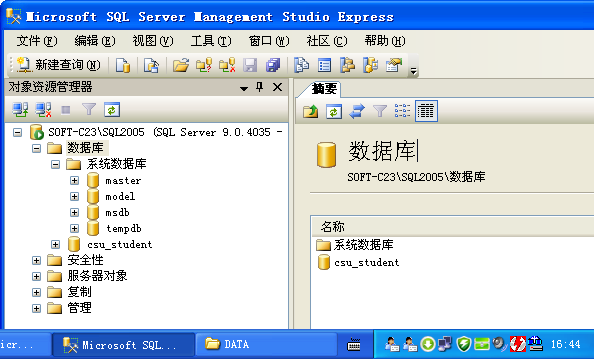 Microsoft SQL Server Management Studio Express
文件(F) 编辑(E) 视图(V) 工具(T) 窗口(W) 社区(C) 帮助(H)
新建查询(N)
对象资源管理器
摘要
SOFT-C23\SQL2005 (SQL Server 9.0.4035 -
数据库
系统数据库
master
model
msdb
tempdb
csu_student
安全性
服务器对象
复制
管理
数据库
SOFT-C23\SQL2005\数据库
名称
系统数据库
csu_student
icr... Microsoft SQL... DATA 16:44